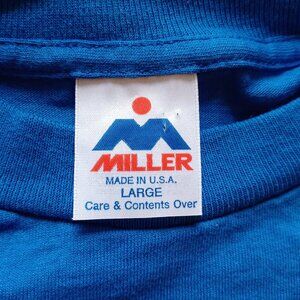 MILLER
MADE IN U.S.A.
LARGE
Care & Contents Over